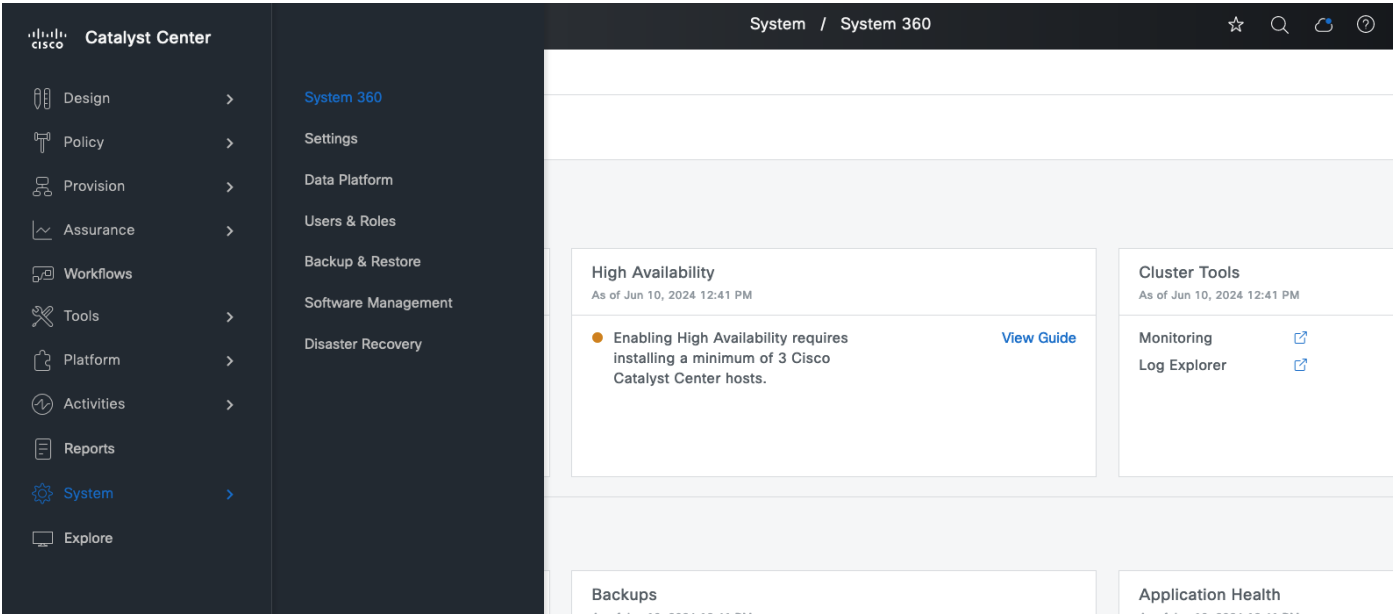 cisco Catalyst Center
System / System 360
Design
Policy
Provision
Assurance
Workflows
Tools
Platform
Activities
Reports
System
Explore
System 360
Settings
Data Platform
Users & Roles
Backup & Restore
Software Management
Disaster Recovery
High Availability
As of Jun 10, 2024 12:41 PM
Enabling High Availability requires
installing a minimum of 3 Cisco
Catalyst Center hosts.
View Guide
Cluster Tools
As of Jun 10, 2024 12:41 PM
Monitoring
Log Explorer
Backups
Application Health